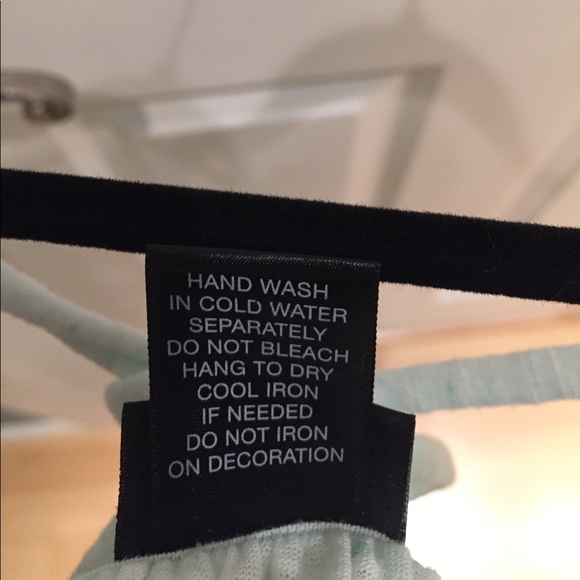 HAND WASH
IN COLD WATER
SEPARATELY
DO NOT BLEACH
HANG TO DRY
COOL IRON
IF NEEDED
DO NOT IRON
ON DECORATION